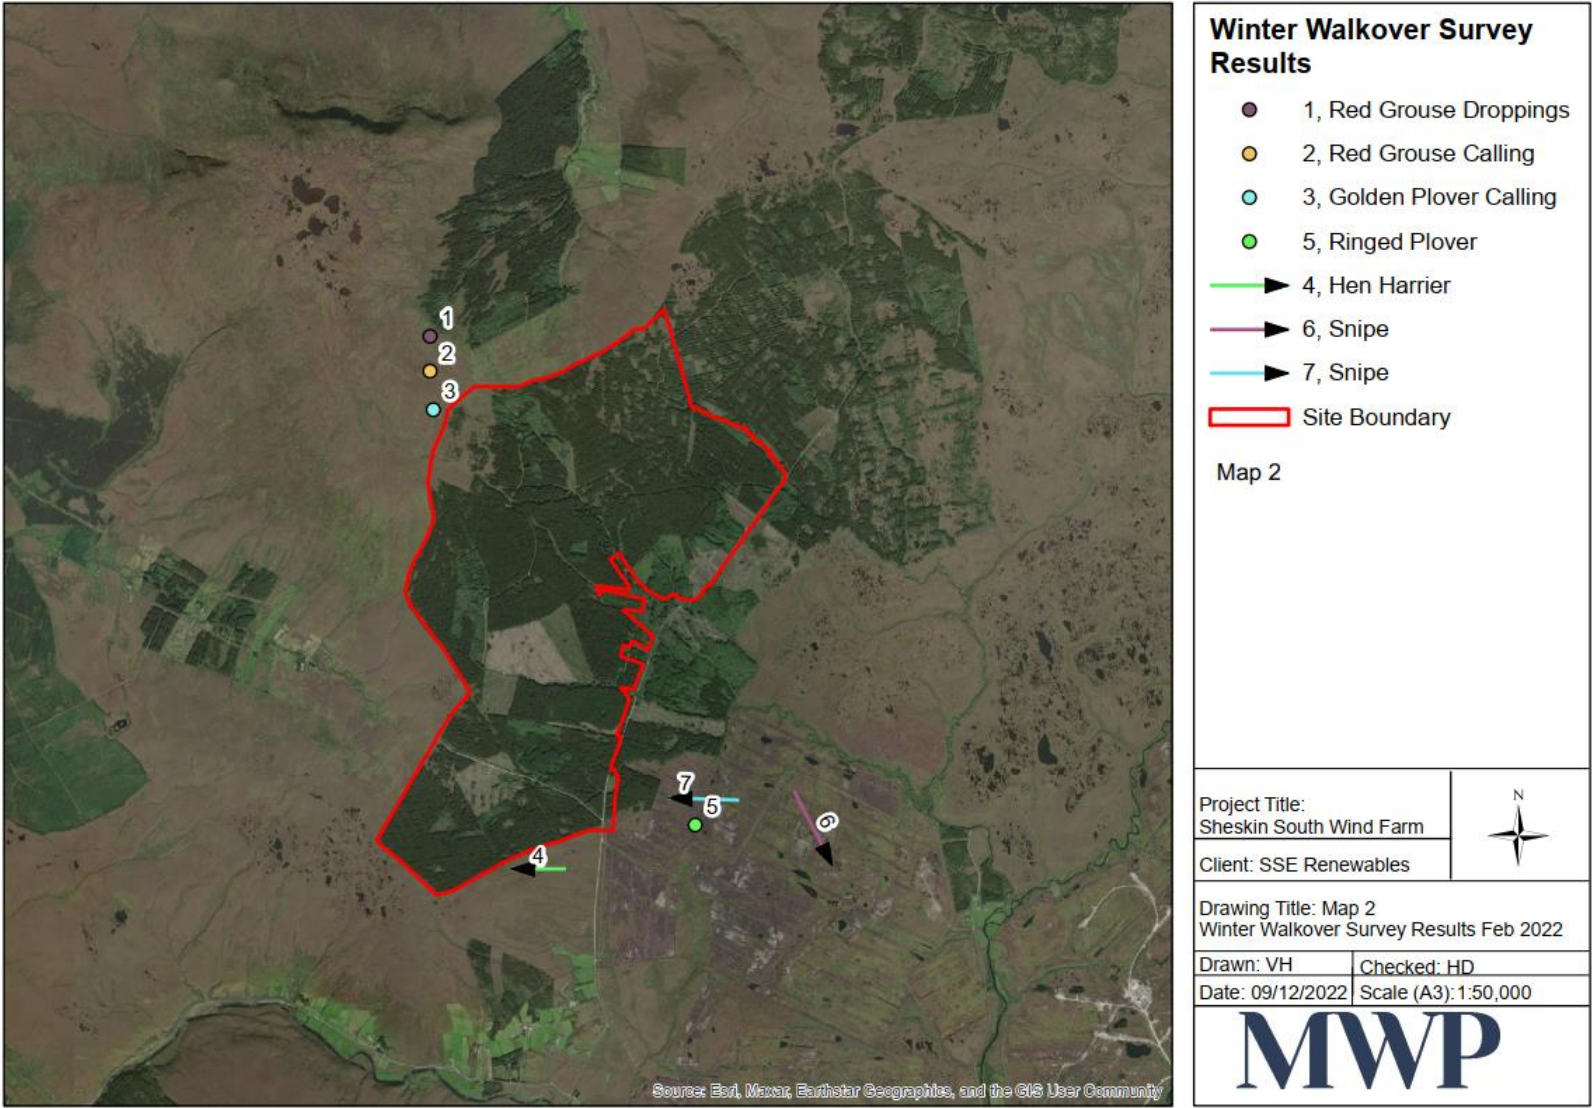 Winter Walkover Survey
Results
1, Red Grouse Droppings
2, Red Grouse Calling
3, Golden Plover Calling
5, Ringed Plover
4, Hen Harrier
6, Snipe
7, Snipe
Site Boundary
Map 2
1
2
3
7
5
6
4
Source: Esri, Maxar, Earthstar Geographics, and the GIS User Community
Project Title:
Sheskin South Wind Farm
N
Client: SSE Renewables
Drawing Title: Map 2
Winter Walkover Survey Results Feb 2022
Drawn: VH
Checked: HD
Date: 09/12/2022
Scale (A3):1:50,000
MWP